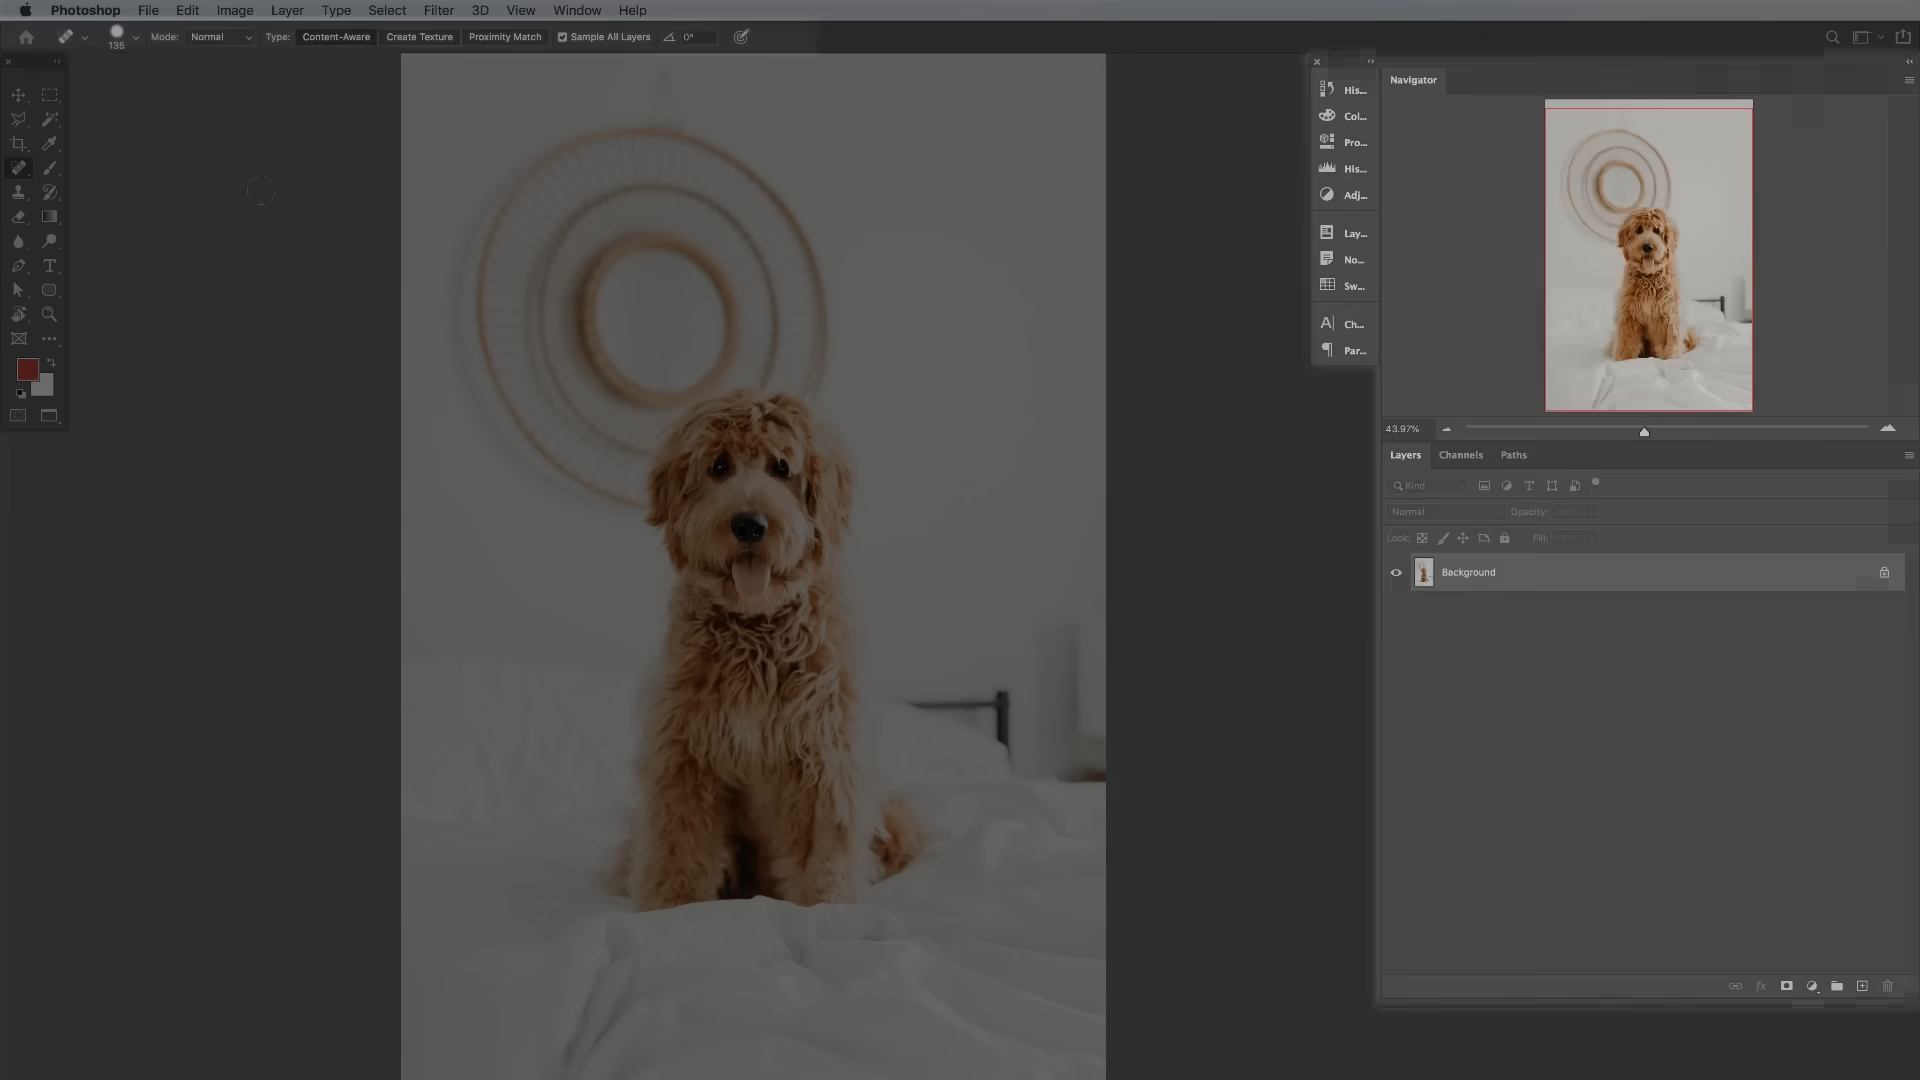 Photoshop File Edit Image Layer Type Select Filter 3D View Window Help
136 Mode: Normal Type: Content-Aware Create Texture Proximity Match Sample All Layers 0°
His...
Col...
Pro...
His...
Adj...
Lay...
No...
Sw...
Ch...
Par...
Navigator
43.97%
Layers Channels Paths
Kind
Normal Opacity:
Lock: Fill:
Background
fx